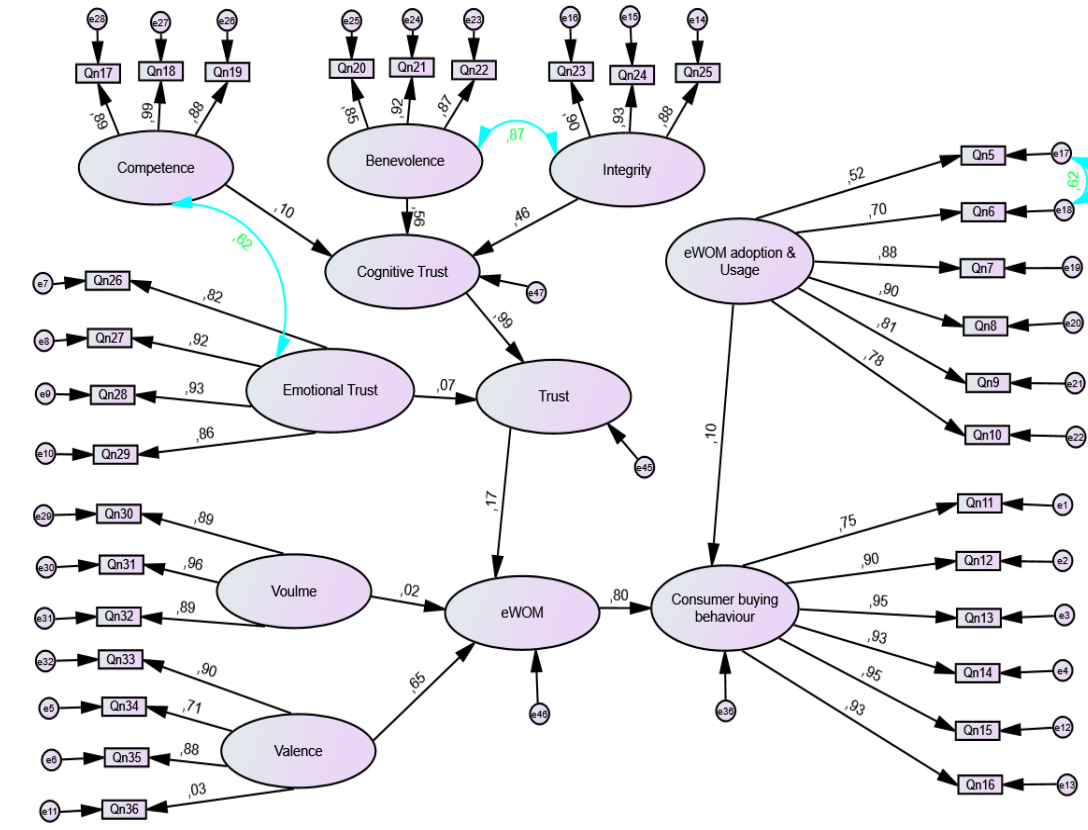 e28 e27 e26 e25 e24 e23 e16 e15 e14
Qn17 Qn18 Qn19 Qn20 Qn21 Qn22 Qn23 Qn24 Qn25
,89 ,99 ,88 ,85 ,92 ,87 ,90 ,93 ,88
,87
Competence
Benevolence
Integrity
,10 ,56 ,46
,62
Cognitive Trust
e47
,99
e7 Qn26 ,82
e8 Qn27 ,92
e9 Qn28 ,93
e10 Qn29 ,86
Emotional Trust
,07
Trust
e45
,17
eWOM adoption &
Usage
,52 Qn5 e17
,70 Qn6 e18
,62
,88 Qn7 e19
,90 Qn8 e20
,81 Qn9 e21
,78 Qn10 e22
,10
e29 Qn30 ,89
e30 Qn31 ,96
e31 Qn32 ,89
Voulme
,02
eWOM
,80
e46
e32 Qn33 ,90
e5 Qn34 ,71
e6 Qn35 ,88
e11 Qn36 ,03
Valence
,65
Consumer buying
behaviour
e36
,75 Qn11 e1
,90 Qn12 e2
,95 Qn13 e3
,93 Qn14 e4
,95 Qn15 e12
,93 Qn16 e13